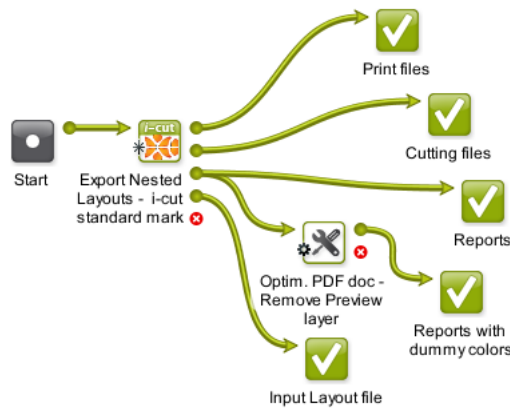 Print files
i-cut
Start
Export Nested
Layouts - i-cut
standard mark
Cutting files
Reports
Optim. PDF doc -
Remove Preview
layer
Reports with
dummy colors
Input Layout file